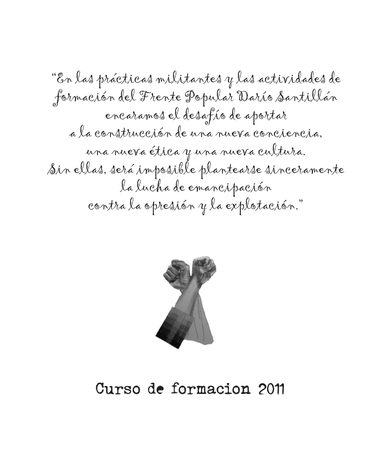 “En las prácticas militantes y las actividades de
formación del Frente Popular Darío Santillán
encaramos el desafío de aportar
a la construcción de una nueva conciencia,
una nueva ética y una nueva cultura.
Sin ellas, será imposible plantearse sinceramente
la lucha de emancipación
contra la opresión y la explotación.”
Curso de formacion 2011